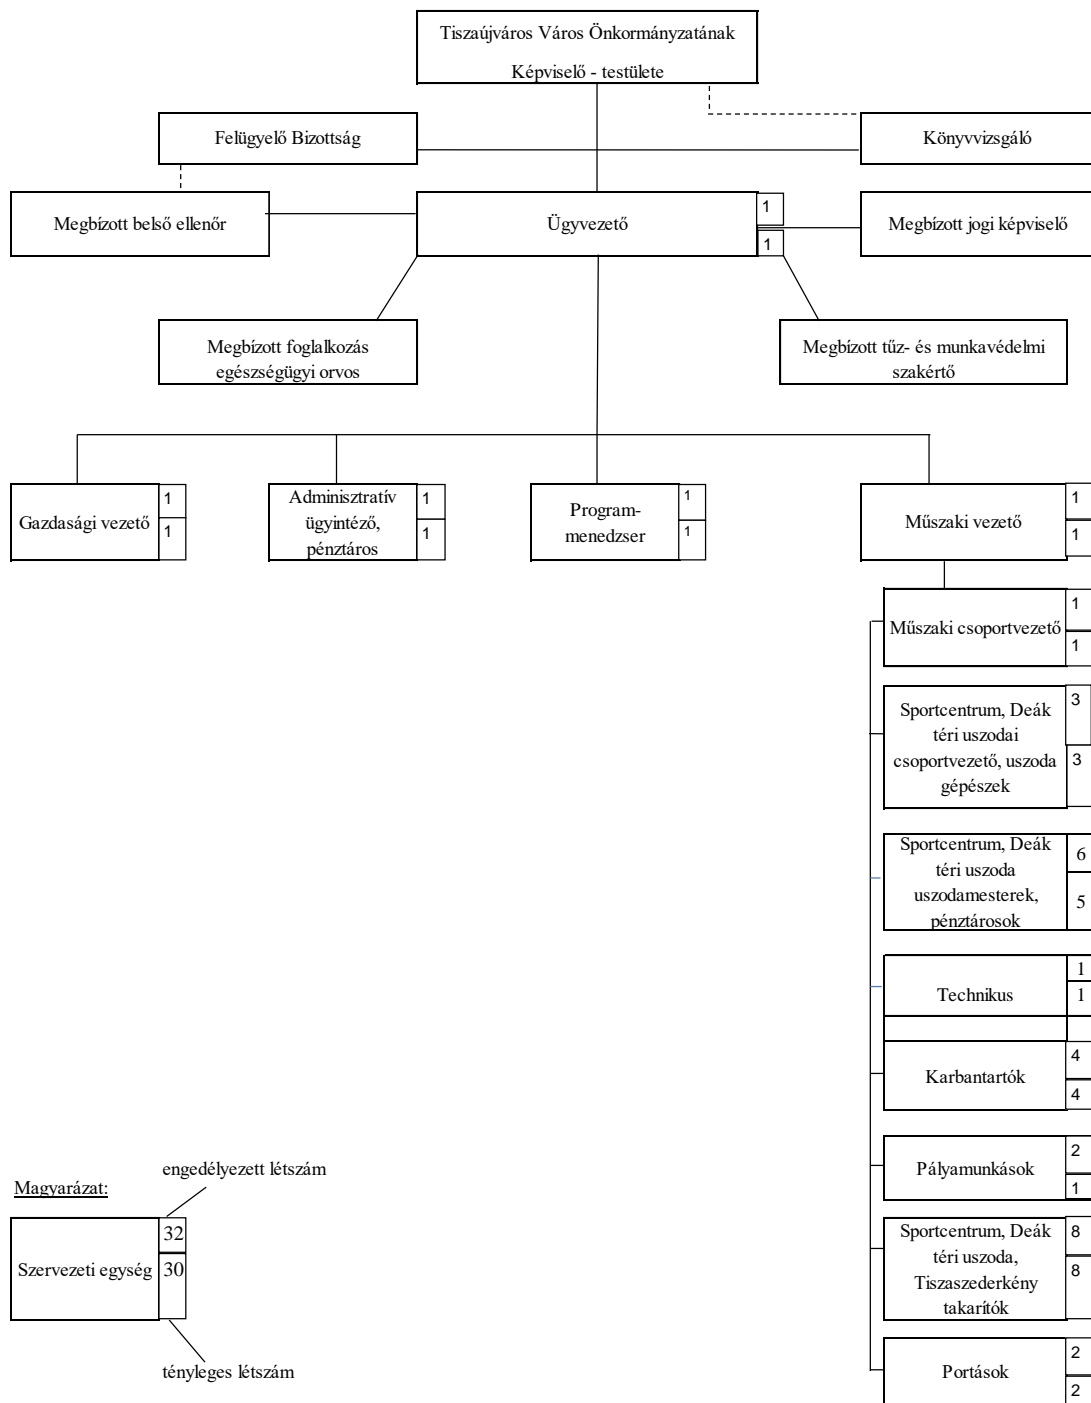 Tiszaújváros Város Önkormányzatának
Képviselő - testülete
Felügyelő Bizottság
Könyvvizsgáló
Megbízott belső ellenőr
Ügyvezető
1
1
Megbízott jogi képviselő
Megbízott foglalkozás
egészségügyi orvos
Megbízott tűz- és munkavédelmi
szakértő
Gazdasági vezető
1
1
Adminisztratív
ügyintéző,
pénztáros
1
1
Program-
menedzser
1
1
Műszaki vezető
1
1
Műszaki csoportvezető
1
1
Sportcentrum, Deák
téri uszodai
csoportvezető, uszoda
gépészek
3
3
Sportcentrum, Deák
téri uszoda
uszodamesterek,
pénztárosok
6
5
Technikus
1
1
Karbantartók
4
4
Pályamunkások
2
1
Sportcentrum, Deák
téri uszoda,
Tiszaszederkény
takarítók
8
8
Portások
2
2
engedélyezett létszám
Magyarázat:
Szervezeti egység
32
30
tényleges létszám